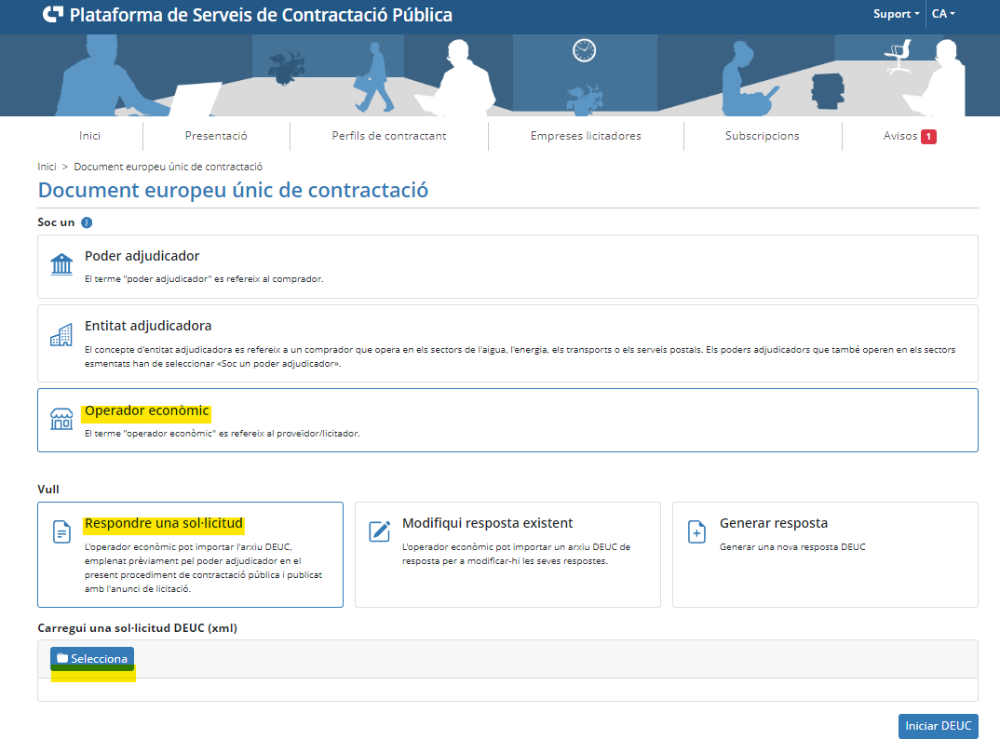 Plataforma de Serveis de Contractació Pública
Suport
CA
Inici
Presentació
Perfils de contractant
Empreses licitadores
Subscripcions
Avisos 1
Inici > Document europeu únic de contractació
Document europeu únic de contractació
Soc un i
Poder adjudicador
El terme "poder adjudicador" es refereix al comprador.
Entitat adjudicadora
El concepte d'entitat adjudicadora es refereix a un comprador que opera en els sectors de l'aigua, l'energia, els transports o els serveis postals. Els poders adjudicadors que també operen en els sectors
esmentats han de seleccionar «Soc un poder adjudicador».
Operador econòmic
El terme "operador econòmic" es refereix al proveïdor/licitador.
Vull
Respondre una sol·licitud
L'operador econòmic pot importar l'arxiu DEUC,
emplenat prèviament pel poder adjudicador en el
present procediment de contractació pública i publicat
amb l'anunci de licitació.
Modifiqui resposta existent
L'operador econòmic pot importar un arxiu DEUC de
resposta per a modificar-hi les seves respostes.
Generar resposta
Generar una nova resposta DEUC
Carregui una sol·licitud DEUC (xml)
Selecciona
Iniciar DEUC